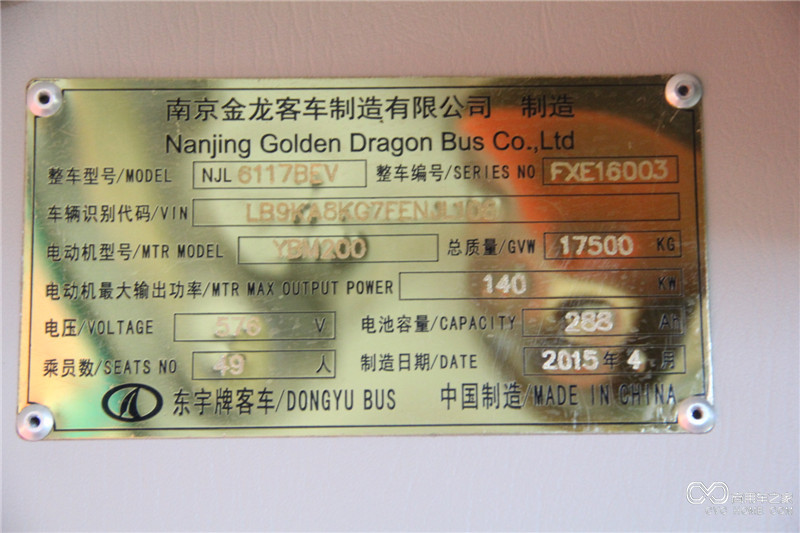 南京金龙客车制造有限公司 制造
Nanjing Golden Dragon Bus Co.,Ltd
整车型号/MODEL NJL 6117BEV 整车编号/SERIES NO FXE16003
车辆识别代码/VIN
电动机型号/MTR MODEL YBM200 总质量/GVW 17500 KG
电动机最大输出功率/MTR MAX OUTPUT POWER 140 KW
电压/VOLTAGE 576 V 电池容量/CAPACITY 288 Ah
乘员数/SEATS NO 49 人 制造日期/DATE 2015年 4 月
东宇牌客车/DONGYU BUS 中国制造/MADE IN CHINA